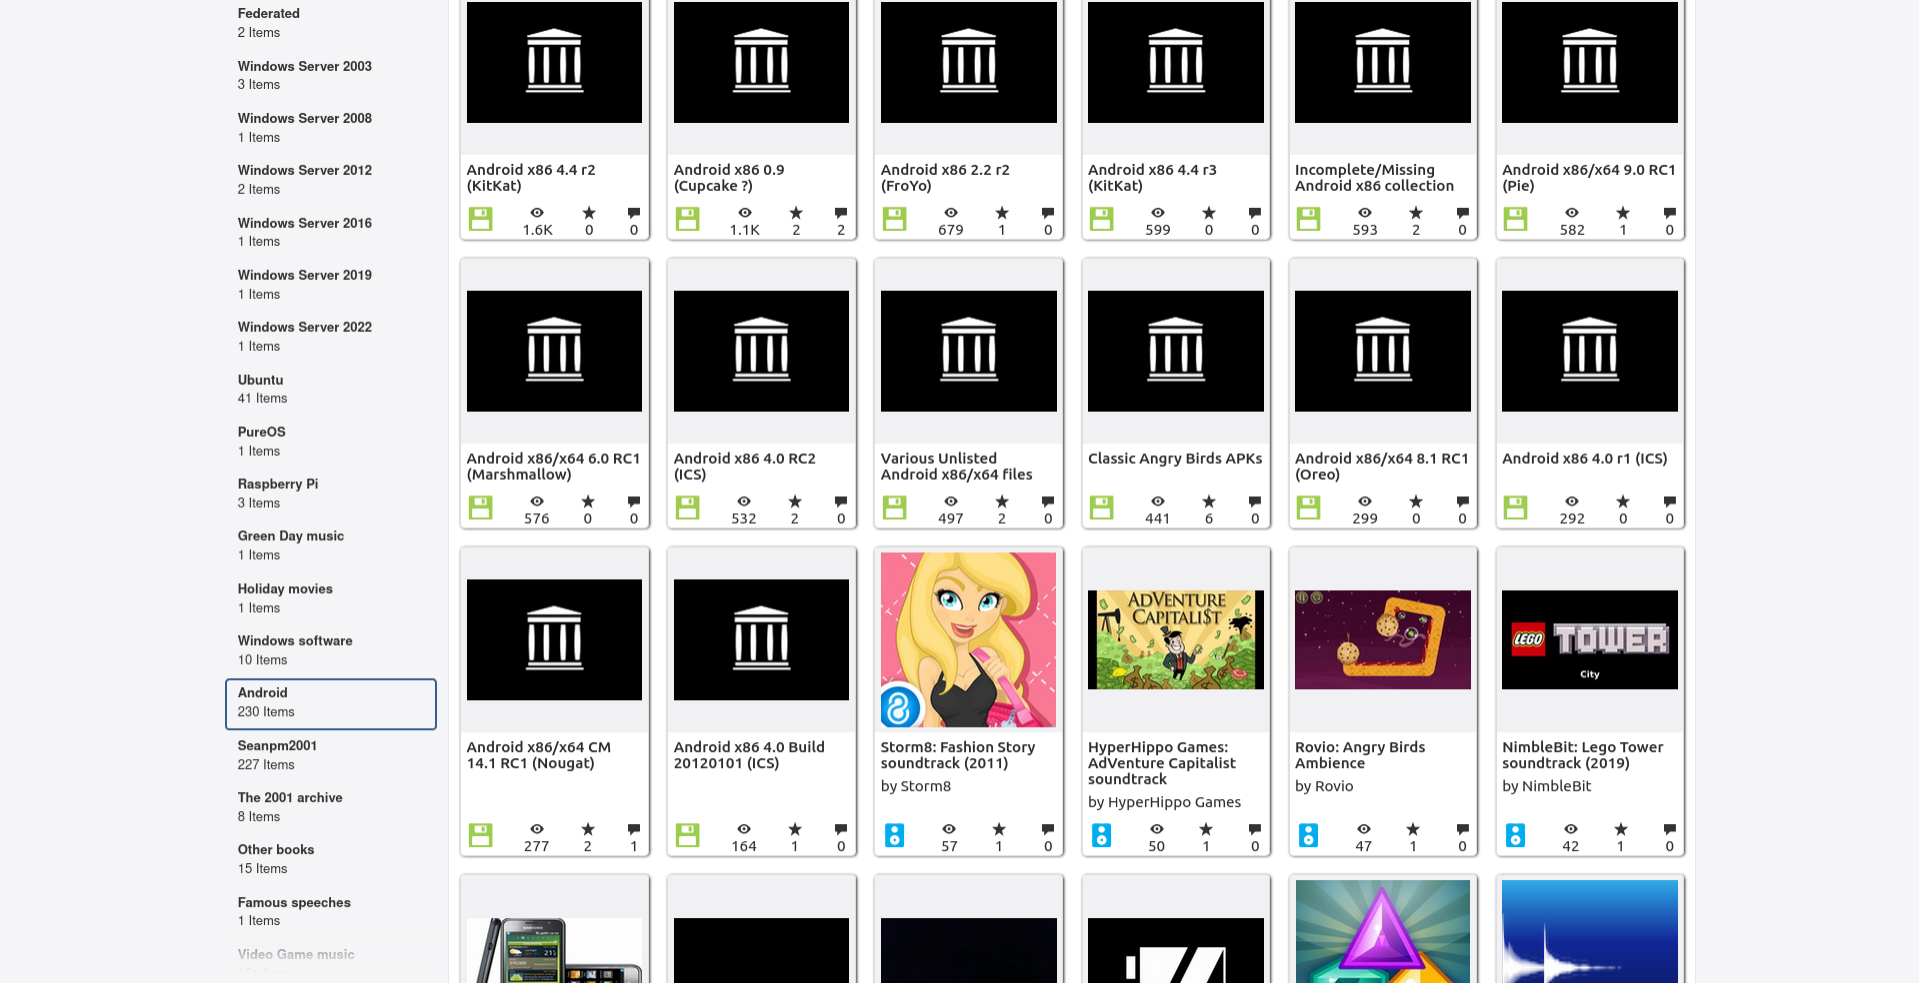 Federated
2 Items
Windows Server 2003
3 Items
Windows Server 2008
1 Items
Windows Server 2012
2 Items
Windows Server 2016
1 Items
Windows Server 2019
1 Items
Windows Server 2022
1 Items
Ubuntu
41 Items
PureOS
1 Items
Raspberry Pi
3 Items
Green Day music
1 Items
Holiday movies
1 Items
Windows software
10 Items
Android
230 Items
Seanpm2001
227 Items
The 2001 archive
8 Items
Other books
15 Items
Famous speeches
1 Items
Video Game music
Android x86 4.4 r2
(KitKat)
1.6K 0 0
Android x86 0.9
(Cupcake ?)
1.1K 2 2
Android x86 2.2 r2
(FroYo)
679 1 0
Android x86 4.4 r3
(KitKat)
599 0 0
Incomplete/Missing
Android x86 collection
593 2 0
Android x86/x64 9.0 RC1
(Pie)
582 1 0
Android x86/x64 6.0 RC1
(Marshmallow)
576 0 0
Android x86 4.0 RC2
(ICS)
532 2 0
Various Unlisted
Android x86/x64 files
497 2 0
Classic Angry Birds APKs
441 6 0
Android x86/x64 8.1 RC1
(Oreo)
299 0 0
Android x86 4.0 r1 (ICS)
292 0 0
Android x86/x64 CM
14.1 RC1 (Nougat)
277 2 1
Android x86 4.0 Build
20120101 (ICS)
164 1 0
8
Storm8: Fashion Story
soundtrack (2011)
by Storm8
57 1 0
ADVENTURE
CAPITALI$T
HyperHippo Games:
AdVenture Capitalist
soundtrack
by HyperHippo Games
50 1 0
Rovio: Angry Birds
Ambience
by Rovio
47 1 0
LEGO TOWER
City
NimbleBit: Lego Tower
soundtrack (2019)
by NimbleBit
42 1 0
SAMSUNG
21°